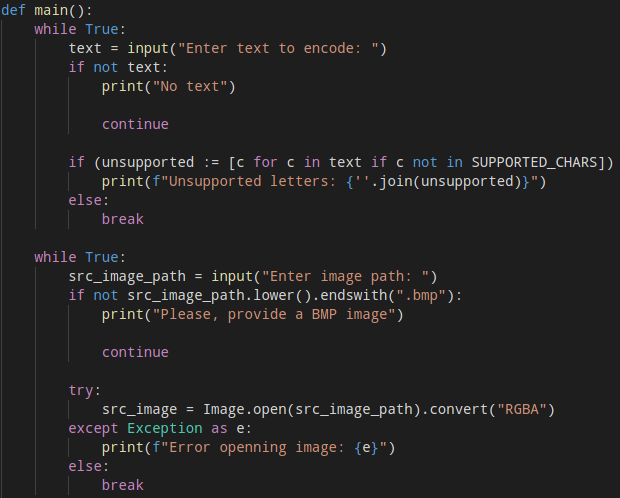 def main():
    while True:
        text = input("Enter text to encode: ")
        if not text:
            print("No text")

            continue

        if (unsupported := [c for c in text if c not in SUPPORTED_CHARS])
            print(f"Unsupported letters: {''.join(unsupported)}")
        else:
            break

    while True:
        src_image_path = input("Enter image path: ")
        if not src_image_path.lower().endswith(".bmp"):
            print("Please, provide a BMP image")

            continue

        try:
            src_image = Image.open(src_image_path).convert("RGBA")
        except Exception as e:
            print(f"Error openning image: {e}")
        else:
            break